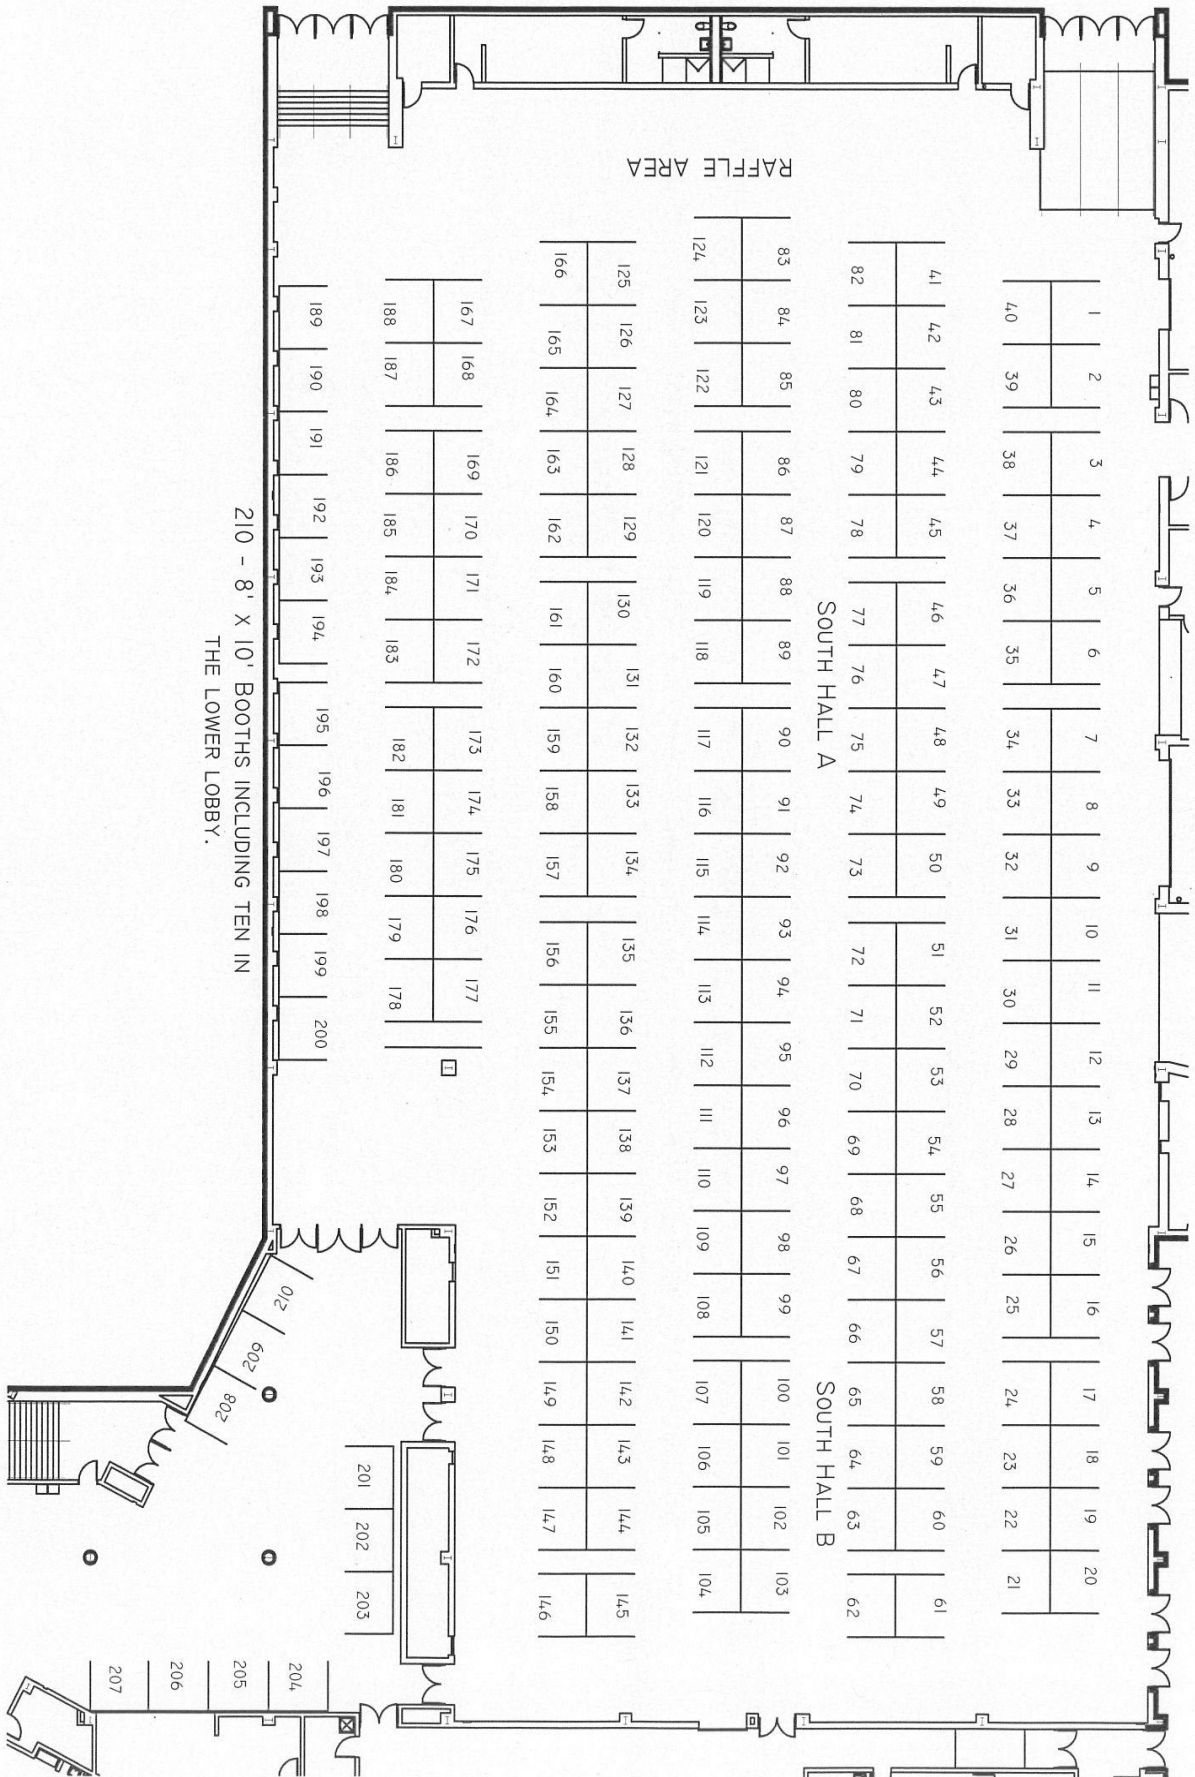 RAFFLE AREA
1 2 3 4 5 6 7 8 9 10 11 12 13 14 15 16 17 18 19 20
40 39 38 37 36 35 34 33 32 31 30 29 28 27 26 25 24 23 22 21
41 42 43 44 45 46 47 48 49 50 51 52 53 54 55 56 57 58 59 60 61
82 81 80 79 78 77 76 75 74 73 72 71 70 69 68 67 66 65 64 63 62
SOUTH HALL A SOUTH HALL B
83 84 85 86 87 88 89 90 91 92 93 94 95 96 97 98 99 100 101 102 103
124 123 122 121 120 119 118 117 116 115 114 113 112 111 110 109 108 107 106 105 104
125 126 127 128 129 130 131 132 133 134 135 136 137 138 139 140 141 142 143 144 145
166 165 164 163 162 161 160 159 158 157 156 155 154 153 152 151 150 149 148 147 146
167 168 169 170 171 172 173 174 175 176 177
188 187 186 185 184 183 182 181 180 179 178
201 202 203
189 190 191 192 193 194 195 196 197 198 199 200
210 209 208
204 205 206 207
210 - 8' X 10' BOOTHS INCLUDING TEN IN
THE LOWER LOBBY.